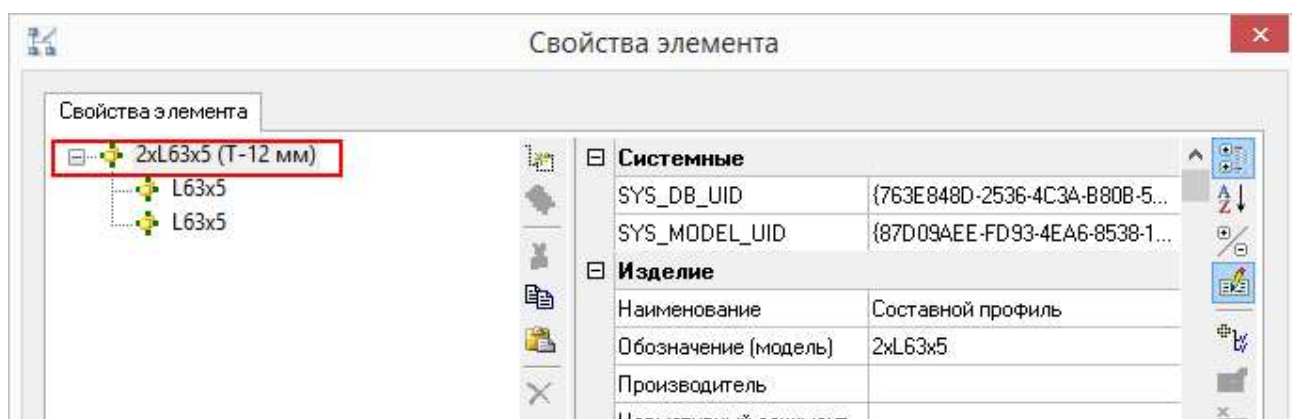 Свойства элемента
Свойства элемента
2xL63x5 (T-12 мм)
L63x5
L63x5
Системные
SYS_DB_UID {763E848D-2536-4C3A-B80B-5...
SYS_MODEL_UID {87D09AEE-FD93-4EA6-8538-1...
Изделие
Наименование Составной профиль
Обозначение (модель) 2xL63x5
Производитель